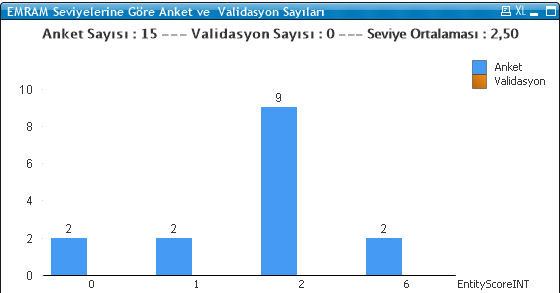 EMRAM Seviyelerine Göre Anket ve Validasyon Sayıları XL
Anket Sayısı : 15 --- Validasyon Sayısı : 0 --- Seviye Ortalaması : 2,50
Anket
Validasyon
10
8
6
4
2
0
2
2
9
2
0 1 2 6 EntityScoreINT